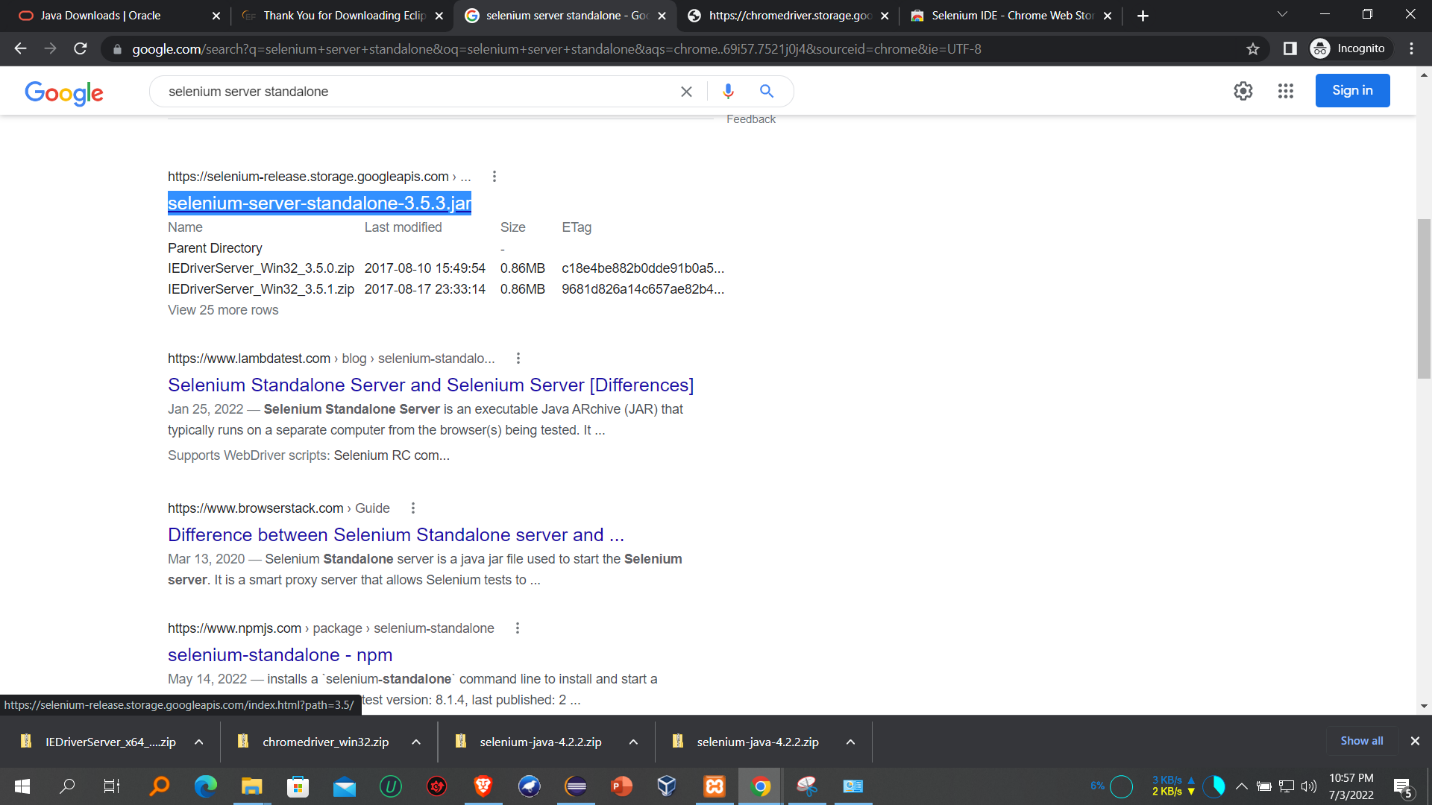 Java Downloads | Oracle
Thank You for Downloading Eclip
selenium server standalone - Goo
https://chromedriver.storage.goo
Selenium IDE - Chrome Web Stor
google.com/search?q=selenium+server+standalone&oq=selenium+server+standalone&aqs=chrome..69i57.7521j0j4&sourceid=chrome&ie=UTF-8
Incognito
Google
selenium server standalone
Sign in
Feedback
https://selenium-release.storage.googleapis.com › ...
selenium-server-standalone-3.5.3.jar
Name Last modified Size ETag
Parent Directory -
IEDriverServer_Win32_3.5.0.zip 2017-08-10 15:49:54 0.86MB c18e4be882b0dde91b0a5...
IEDriverServer_Win32_3.5.1.zip 2017-08-17 23:33:14 0.86MB 9681d826a14c657ae82b4...
View 25 more rows
https://www.lambdatest.com › blog › selenium-standalo...
Selenium Standalone Server and Selenium Server [Differences]
Jan 25, 2022 — Selenium Standalone Server is an executable Java ARchive (JAR) that
typically runs on a separate computer from the browser(s) being tested. It ...
Supports WebDriver scripts: Selenium RC com...
https://www.browserstack.com › Guide
Difference between Selenium Standalone server and ...
Mar 13, 2020 — Selenium Standalone server is a java jar file used to start the Selenium
server. It is a smart proxy server that allows Selenium tests to ...
https://www.npmjs.com › package › selenium-standalone
selenium-standalone - npm
May 14, 2022 — installs a `selenium-standalone` command line to install and start a
test version: 8.1.4, last published: 2 ...
https://selenium-release.storage.googleapis.com/index.html?path=3.5/
IEDriverServer_x64_....zip
chromedriver_win32.zip
selenium-java-4.2.2.zip
selenium-java-4.2.2.zip
Show all
6%
3 KB/s
2 KB/s
10:57 PM
7/3/2022
5